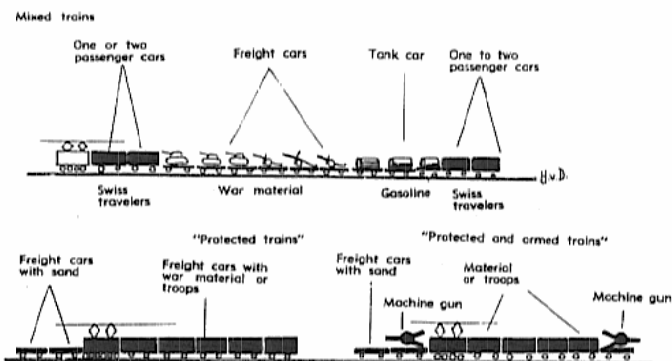 Mixed trains
One or two
passenger cars
Freight cars
Tank car
One to two
passenger cars
Swiss
travelers
War material
Gasoline
Swiss
travelers
H.v.D.
"Protected trains"
Freight cars
with sand
Freight cars with
war material or
troops
"Protected and armed trains"
Freight cars
with sand
Material
or troops
Machine gun
Machine gun